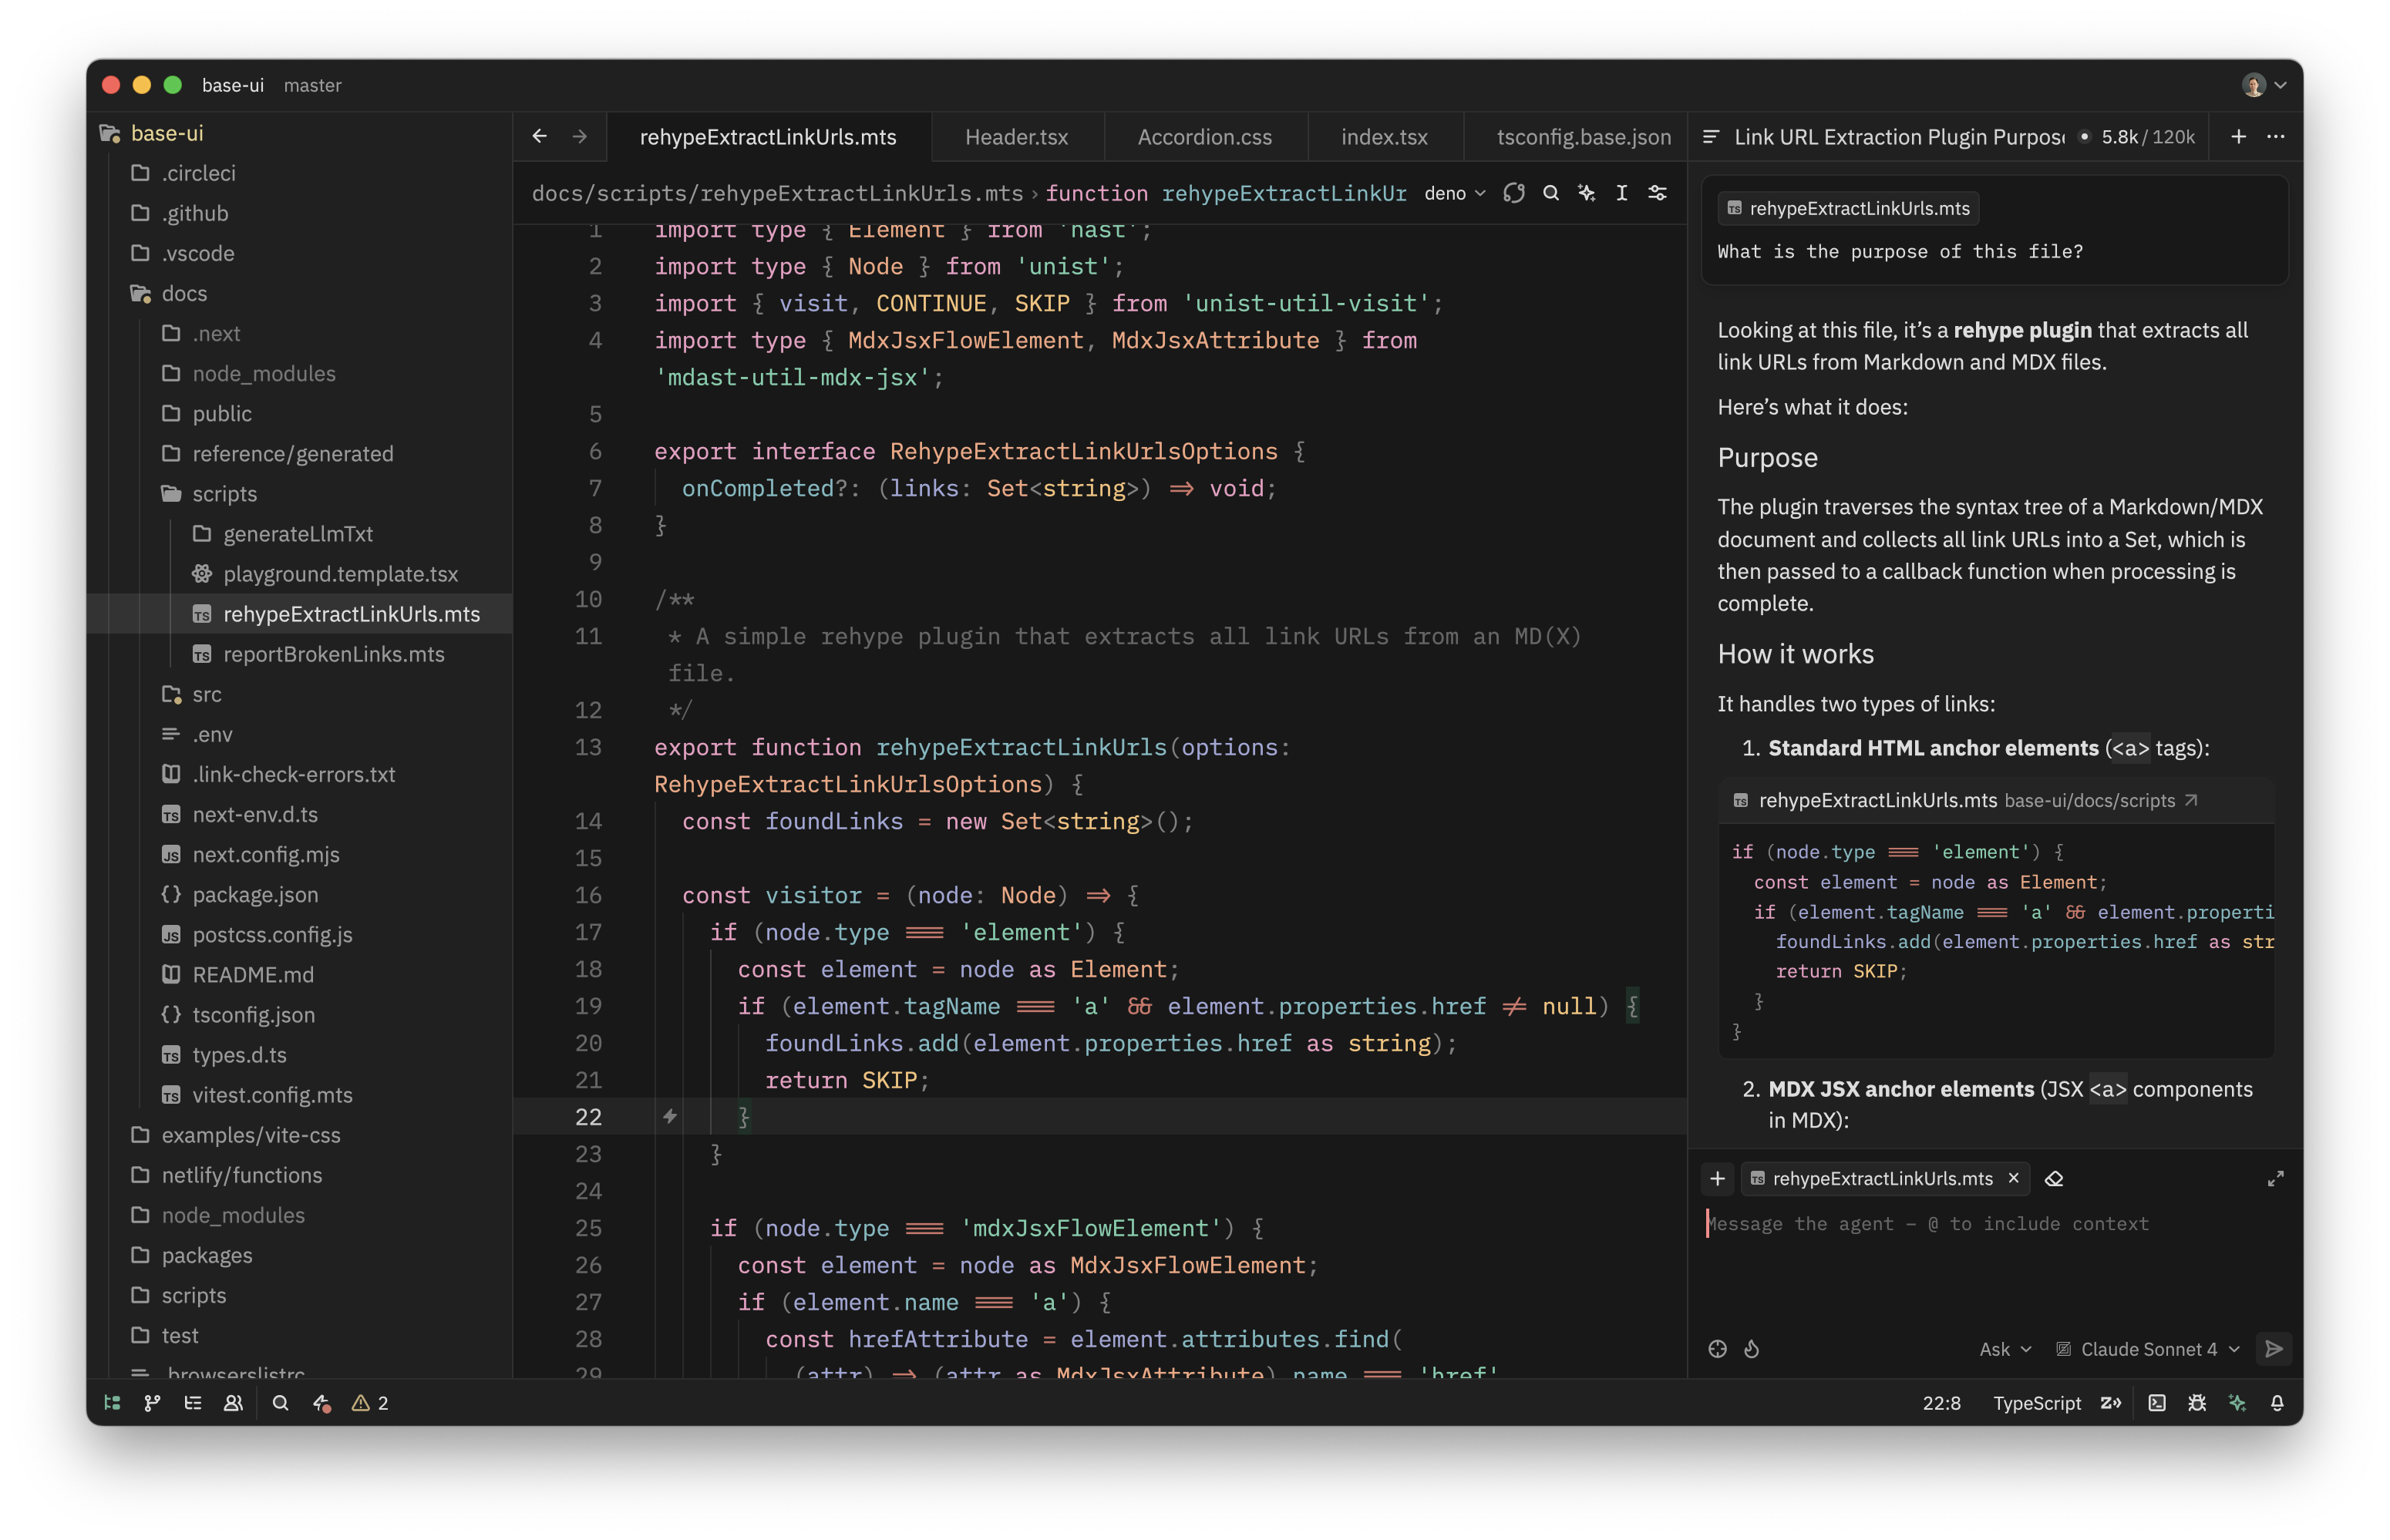 base-ui master
base-ui
.circleci
.github
.vscode
docs
.next
node_modules
public
reference/generated
scripts
generateLlmTxt
playground.template.tsx
TS rehypeExtractLinkUrls.mts
TS reportBrokenLinks.mts
src
.env
.link-check-errors.txt
TS next-env.d.ts
JS next.config.mjs
{} package.json
JS postcss.config.js
README.md
{} tsconfig.json
TS types.d.ts
TS vitest.config.mts
examples/vite-css
netlify/functions
node_modules
packages
scripts
test
.browserslistrc
rehypeExtractLinkUrls.mts Header.tsx Accordion.css index.tsx tsconfig.base.json
docs/scripts/rehypeExtractLinkUrls.mts › function rehypeExtractLinkUr deno
1 import type { Element } from 'hast';
2 import type { Node } from 'unist';
3 import { visit, CONTINUE, SKIP } from 'unist-util-visit';
4 import type { MdxJsxFlowElement, MdxJsxAttribute } from
'mdast-util-mdx-jsx';
5
6 export interface RehypeExtractLinkUrlsOptions {
7 onCompleted?: (links: Set<string>) => void;
8 }
9
10 /**
11 * A simple rehype plugin that extracts all link URLs from an MD(X)
file.
12 */
13 export function rehypeExtractLinkUrls(options:
RehypeExtractLinkUrlsOptions) {
14 const foundLinks = new Set<string>();
15
16 const visitor = (node: Node) => {
17 if (node.type === 'element') {
18 const element = node as Element;
19 if (element.tagName === 'a' && element.properties.href != null) {
20 foundLinks.add(element.properties.href as string);
21 return SKIP;
22 }
23 }
24
25 if (node.type === 'mdxJsxFlowElement') {
26 const element = node as MdxJsxFlowElement;
27 if (element.name === 'a') {
28 const hrefAttribute = element.attributes.find(
29 (attr) => (attr as MdxJsxAttribute).name === 'href'
Link URL Extraction Plugin Purpose 5.8k / 120k
TS rehypeExtractLinkUrls.mts
What is the purpose of this file?
Looking at this file, it’s a rehype plugin that extracts all
link URLs from Markdown and MDX files.
Here’s what it does:
Purpose
The plugin traverses the syntax tree of a Markdown/MDX
document and collects all link URLs into a Set, which is
then passed to a callback function when processing is
complete.
How it works
It handles two types of links:
1. Standard HTML anchor elements (<a> tags):
TS rehypeExtractLinkUrls.mts base-ui/docs/scripts
if (node.type === 'element') {
const element = node as Element;
if (element.tagName === 'a' && element.properti
foundLinks.add(element.properties.href as str
return SKIP;
}
}
2. MDX JSX anchor elements (JSX <a> components
in MDX):
TS rehypeExtractLinkUrls.mts
Message the agent – @ to include context
Ask Claude Sonnet 4
2
22:8 TypeScript